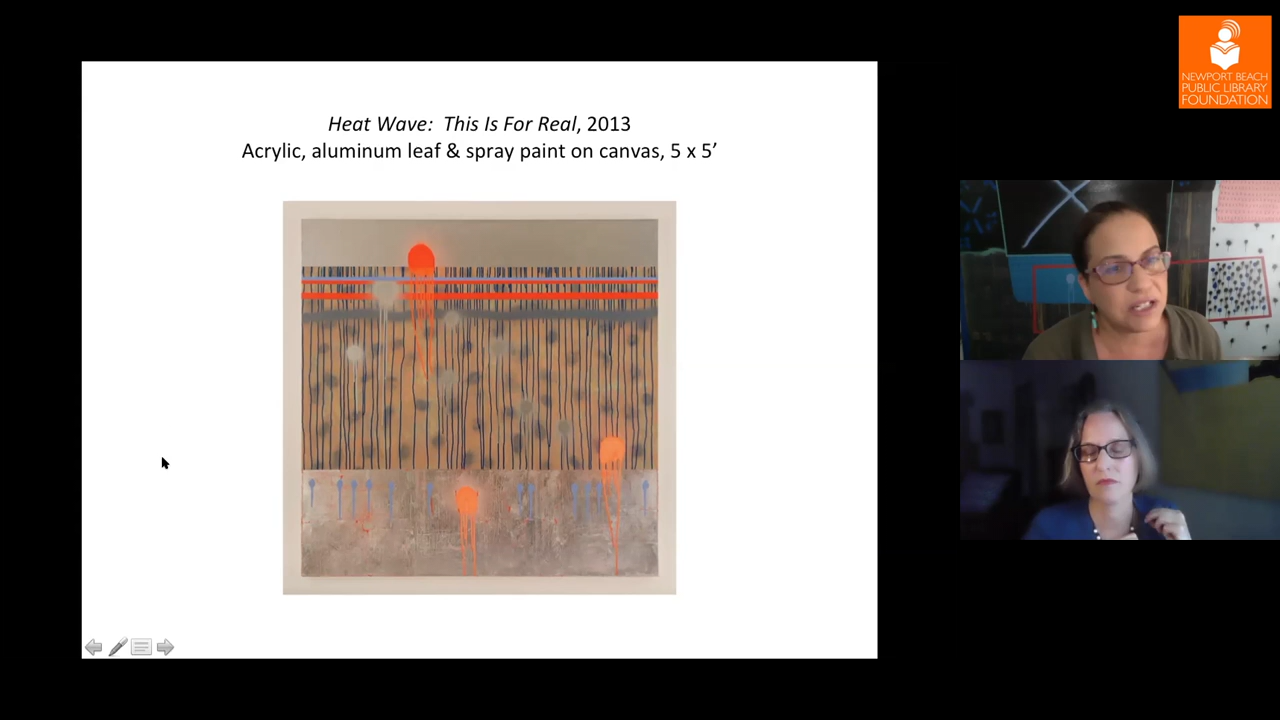 Heat Wave:  This Is For Real, 2013
Acrylic, aluminum leaf & spray paint on canvas, 5 x 5’
NEWPORT BEACH
PUBLIC LIBRARY
FOUNDATION